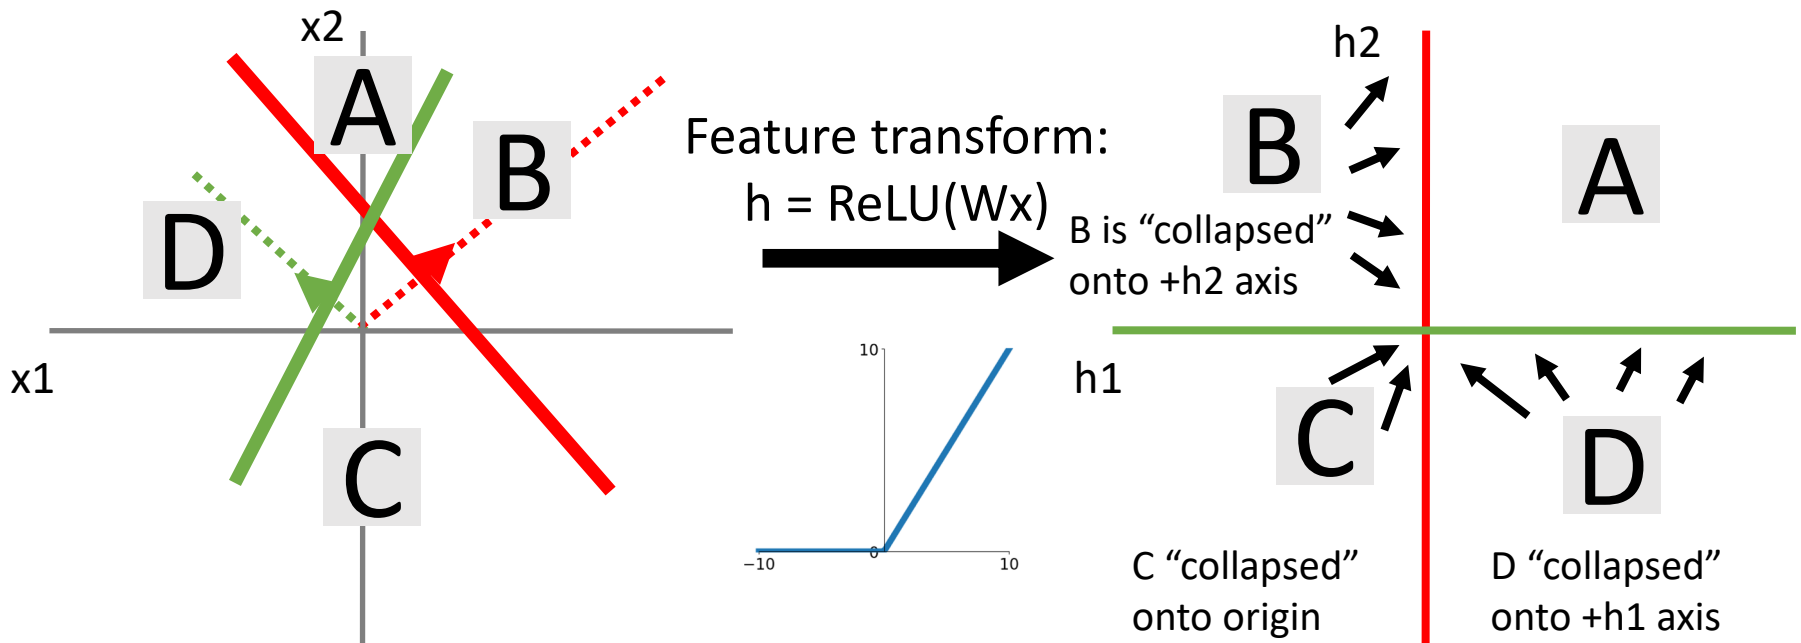 x2
A
B
D
x1
C
Feature transform:
h = ReLU(Wx)
10
0
−10
10
h2
B
A
B is “collapsed”
onto +h2 axis
h1
C
D
C “collapsed”
onto origin
D “collapsed”
onto +h1 axis